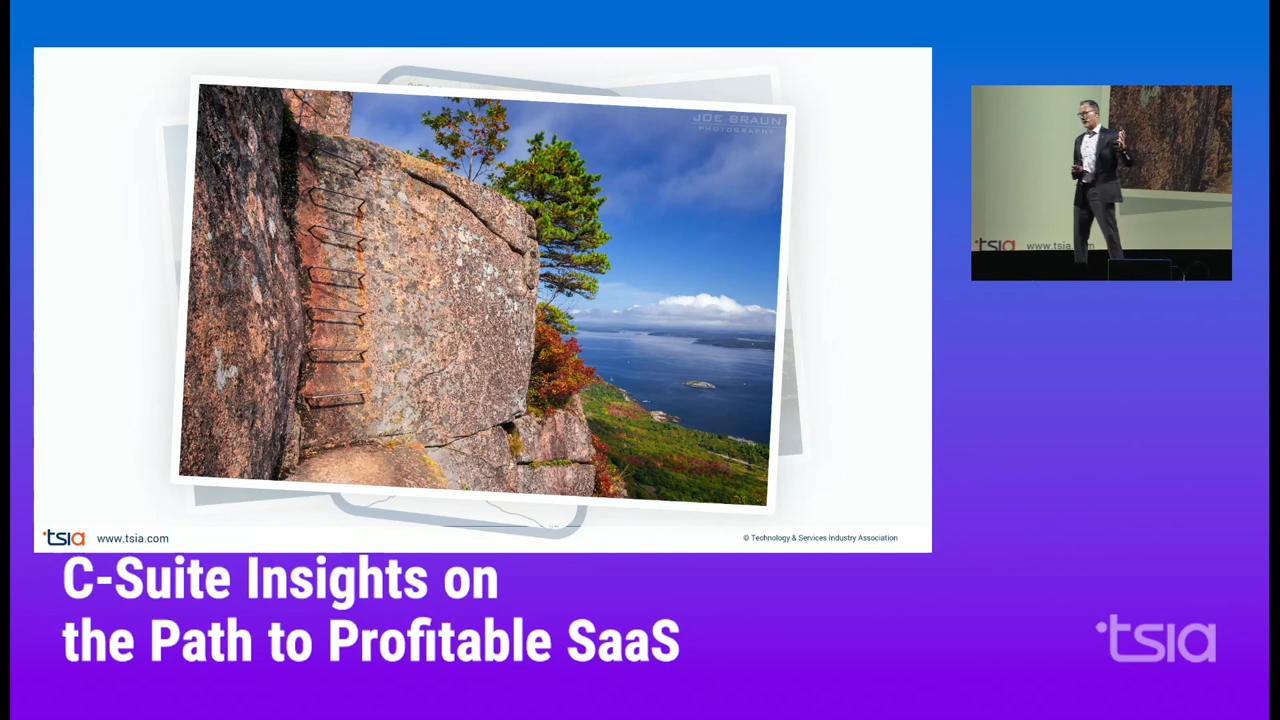 JOE BRAUN
PHOTOGRAPHY
tsia www.tsia.com
© Technology & Services Industry Association
tsia www.tsia.com
C-Suite Insights on
the Path to Profitable SaaS
tsia